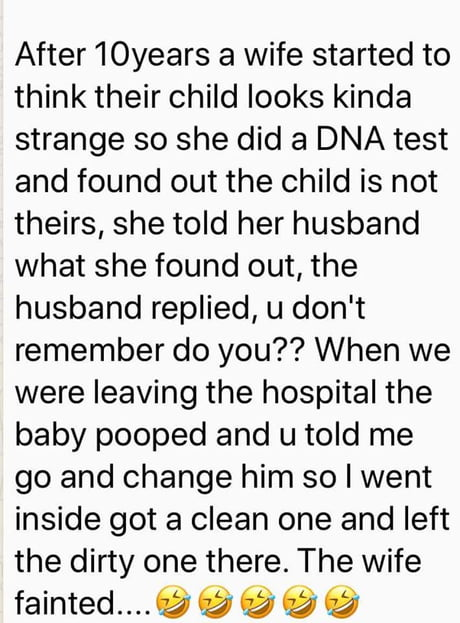 After 10years a wife started to
think their child looks kinda
strange so she did a DNA test
and found out the child is not
theirs, she told her husband
what she found out, the
husband replied, u don't
remember do you?? When we
were leaving the hospital the
baby pooped and u told me
go and change him so I went
inside got a clean one and left
the dirty one there. The wife
fainted....🤣🤣🤣🤣🤣